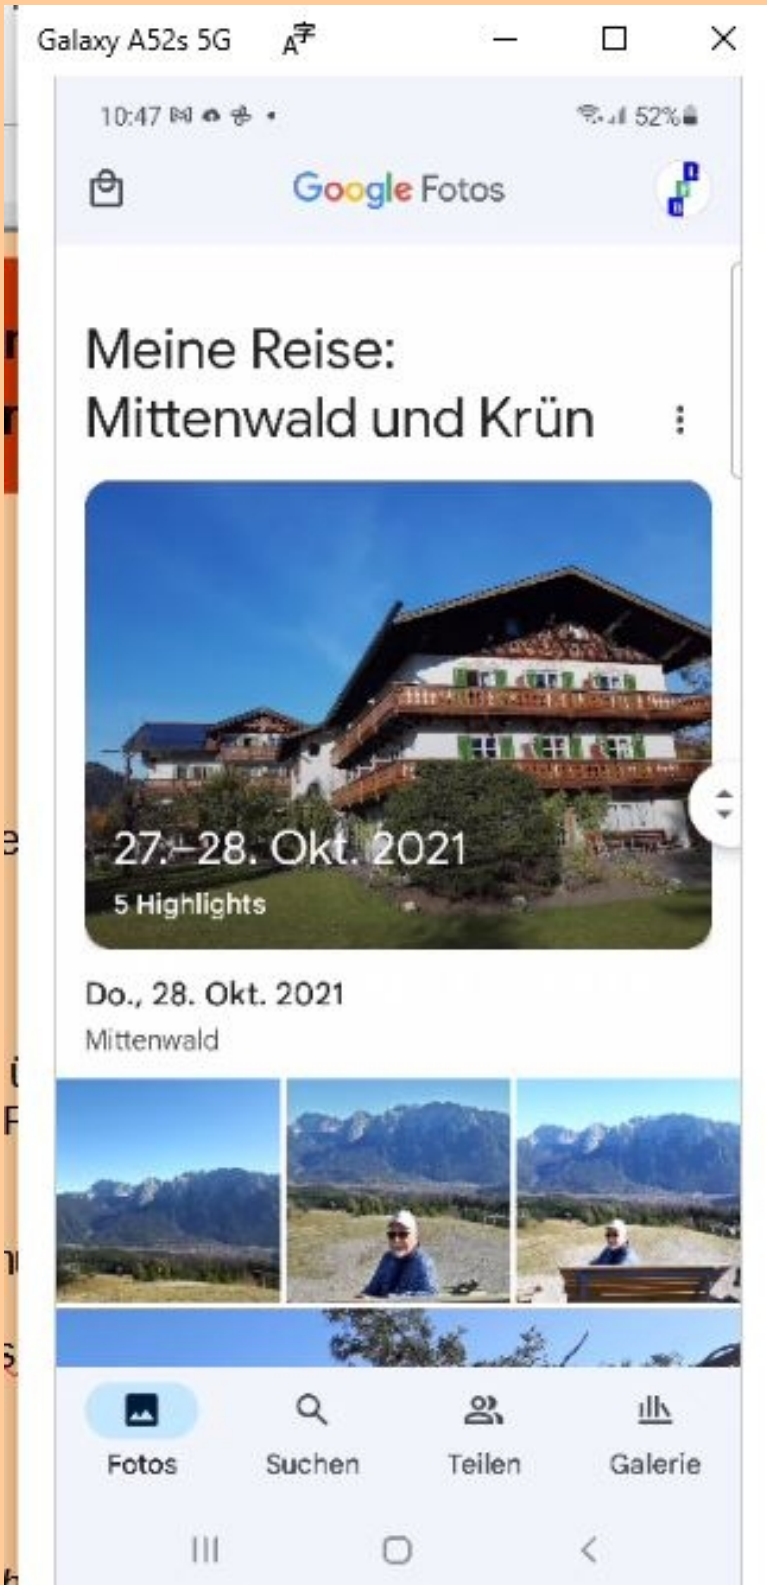 Galaxy A52s 5G
10:47
52%
Google Fotos
Meine Reise:
Mittenwald und Krün
27.–28. Okt. 2021
5 Highlights
Do., 28. Okt. 2021
Mittenwald
Fotos Suchen Teilen Galerie